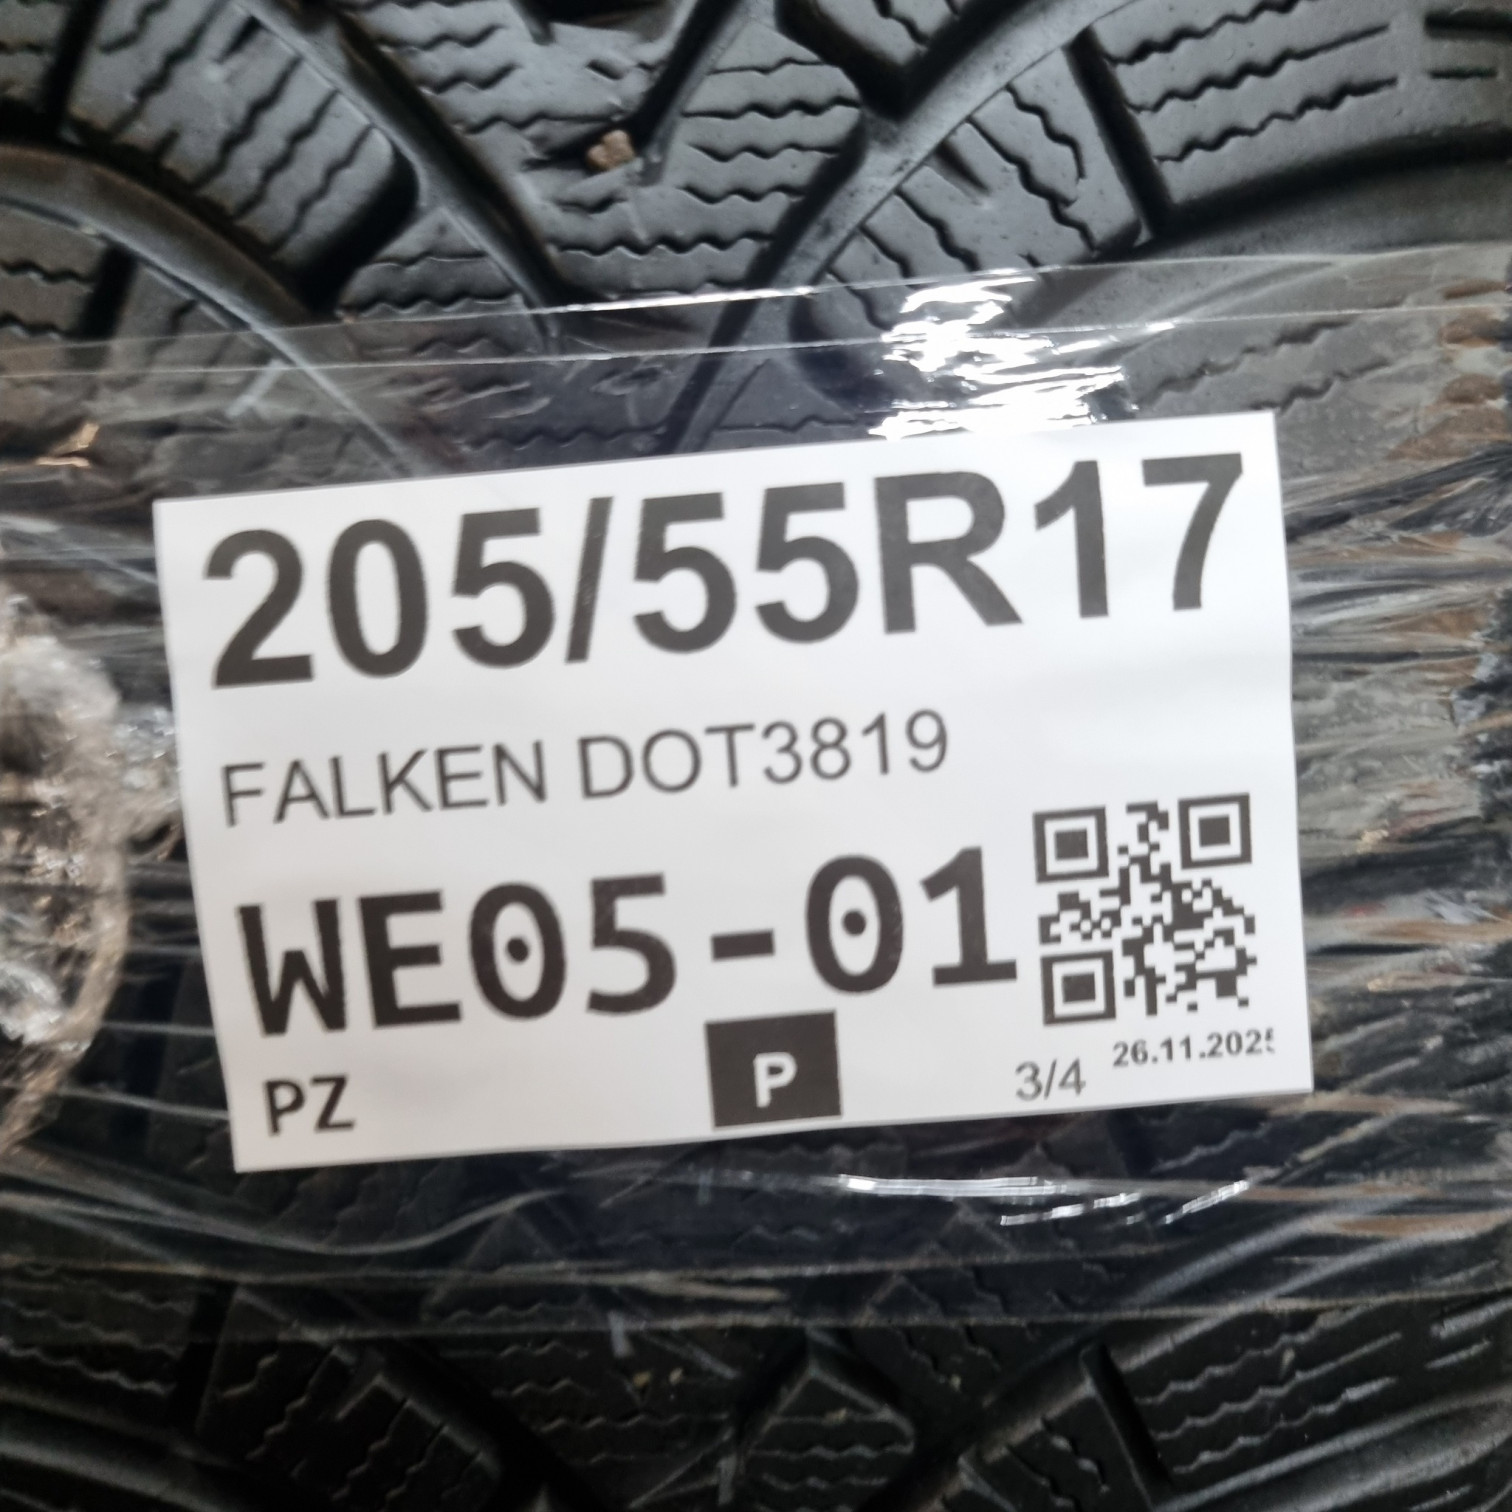 205/55R17
FALKEN DOT3819
WE05-01
PZ
P
3/4
26.11.2025